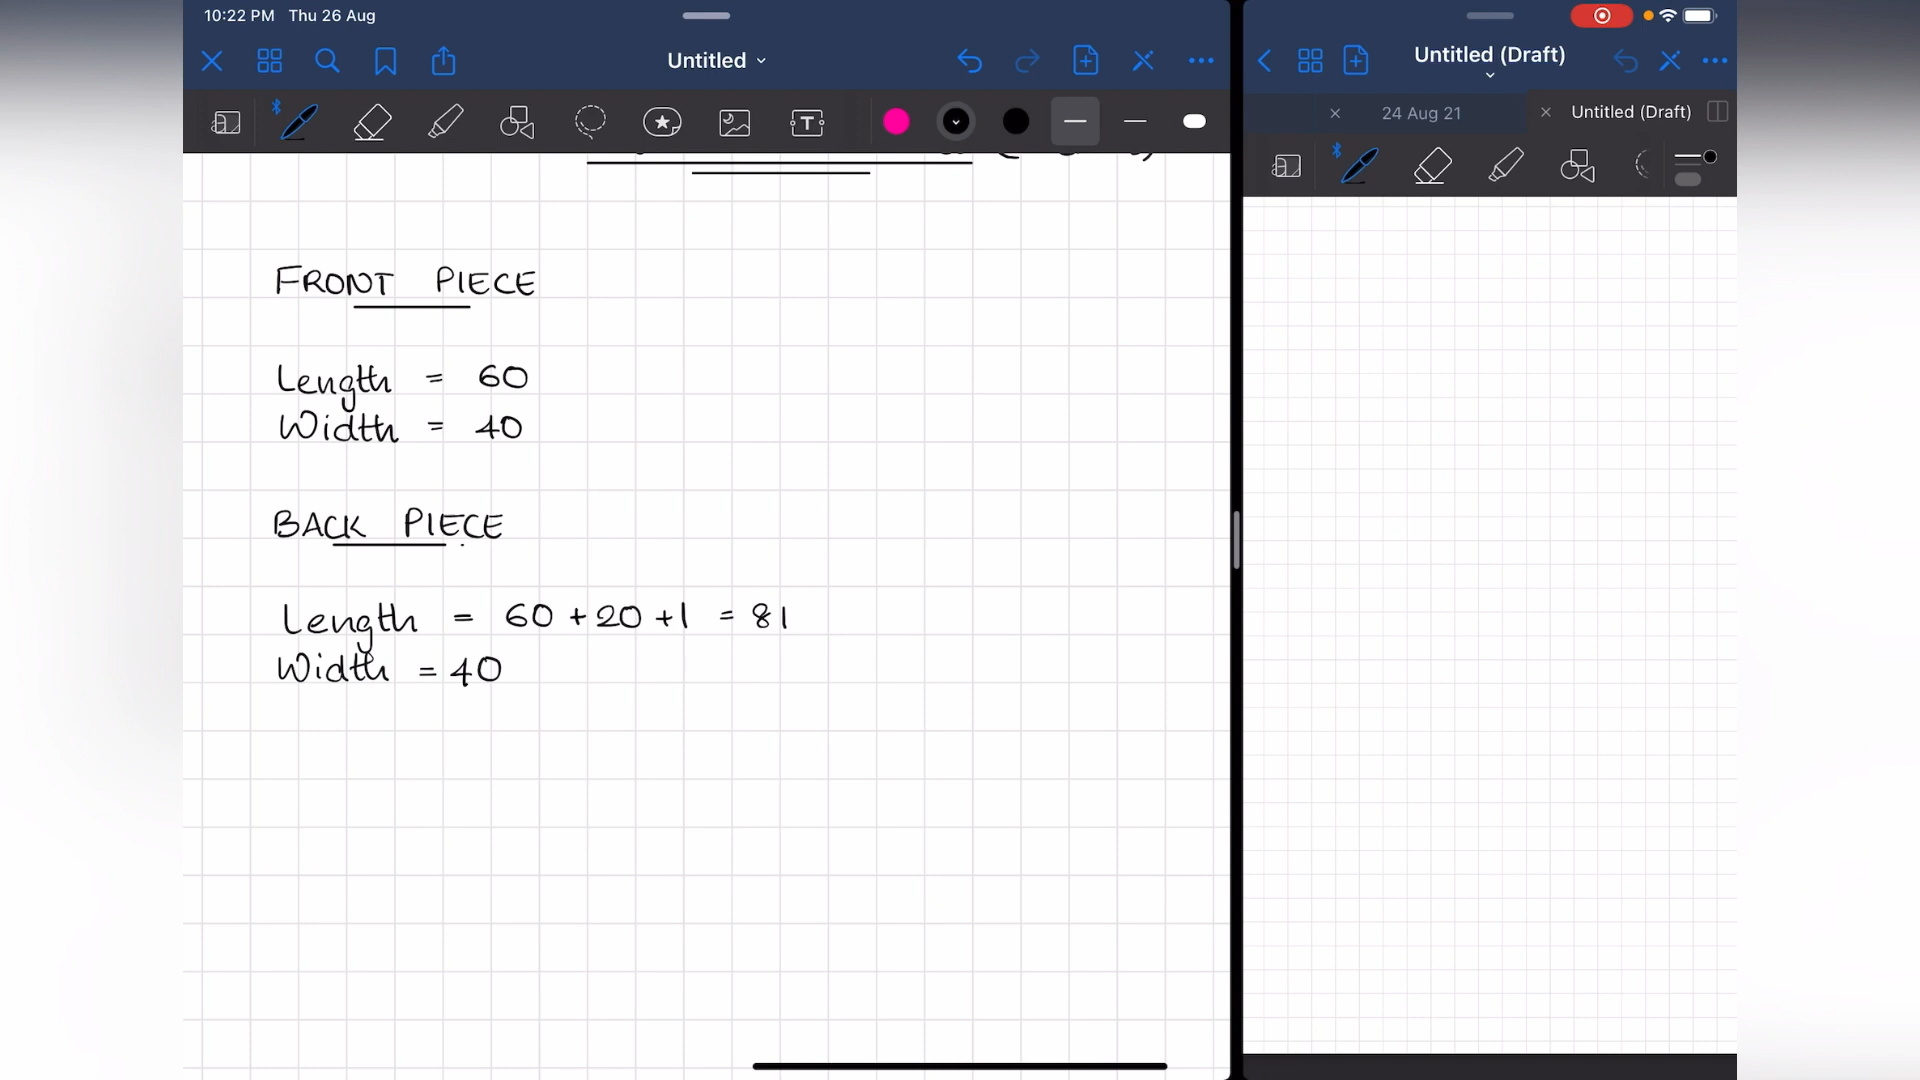 10:22 PM Thu 26 Aug
Untitled
Untitled (Draft)
24 Aug 21
Untitled (Draft)
FRONT PIECE
Length = 60
Width = 40
BACK PIECE
Length = 60 + 20 + 1 = 81
Width = 40